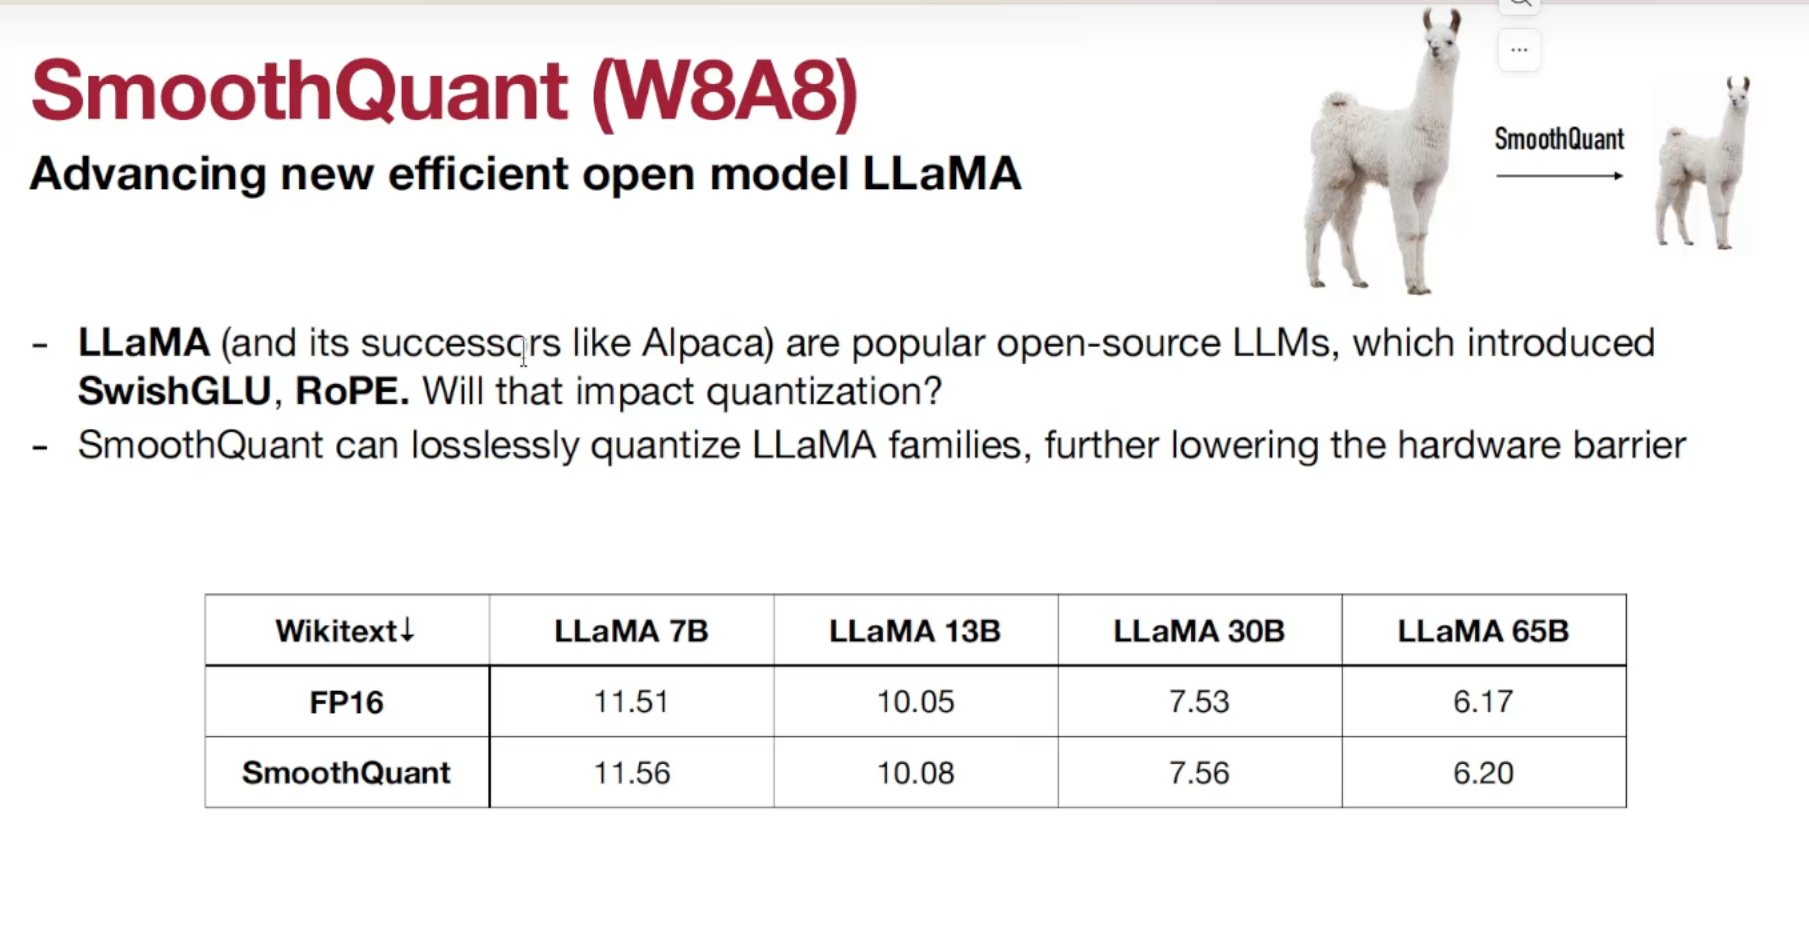 SmoothQuant (W8A8)
Advancing new efficient open model LLaMA
SmoothQuant
- LLaMA (and its successors like Alpaca) are popular open-source LLMs, which introduced
SwishGLU, RoPE. Will that impact quantization?
- SmoothQuant can losslessly quantize LLaMA families, further lowering the hardware barrier
Wikitext↓ LLaMA 7B LLaMA 13B LLaMA 30B LLaMA 65B
FP16 11.51 10.05 7.53 6.17
SmoothQuant 11.56 10.08 7.56 6.20